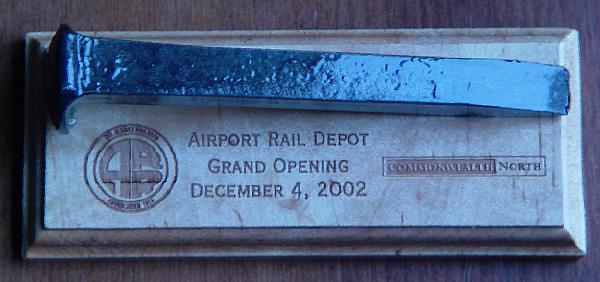 AIRPORT RAIL DEPOT
GRAND OPENING
DECEMBER 4, 2002
COMMONWEALTH NORTH